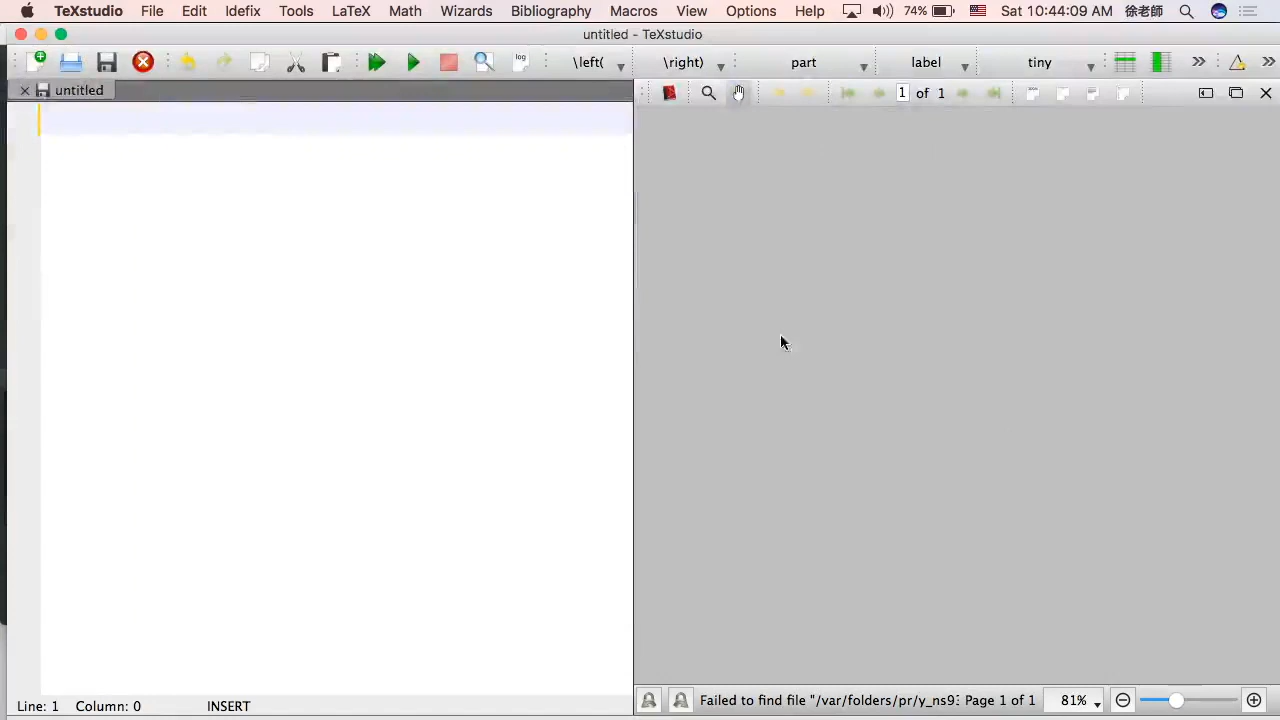 TeXstudio File Edit Idefix Tools LaTeX Math Wizards Bibliography Macros View Options Help 74% Sat 10:44:09 AM 徐老師
untitled - TeXstudio
log \left( \right) part label tiny
untitled
1 of 1
Line: 1 Column: 0 INSERT
Failed to find file "/var/folders/pr/y_ns93 Page 1 of 1 81%